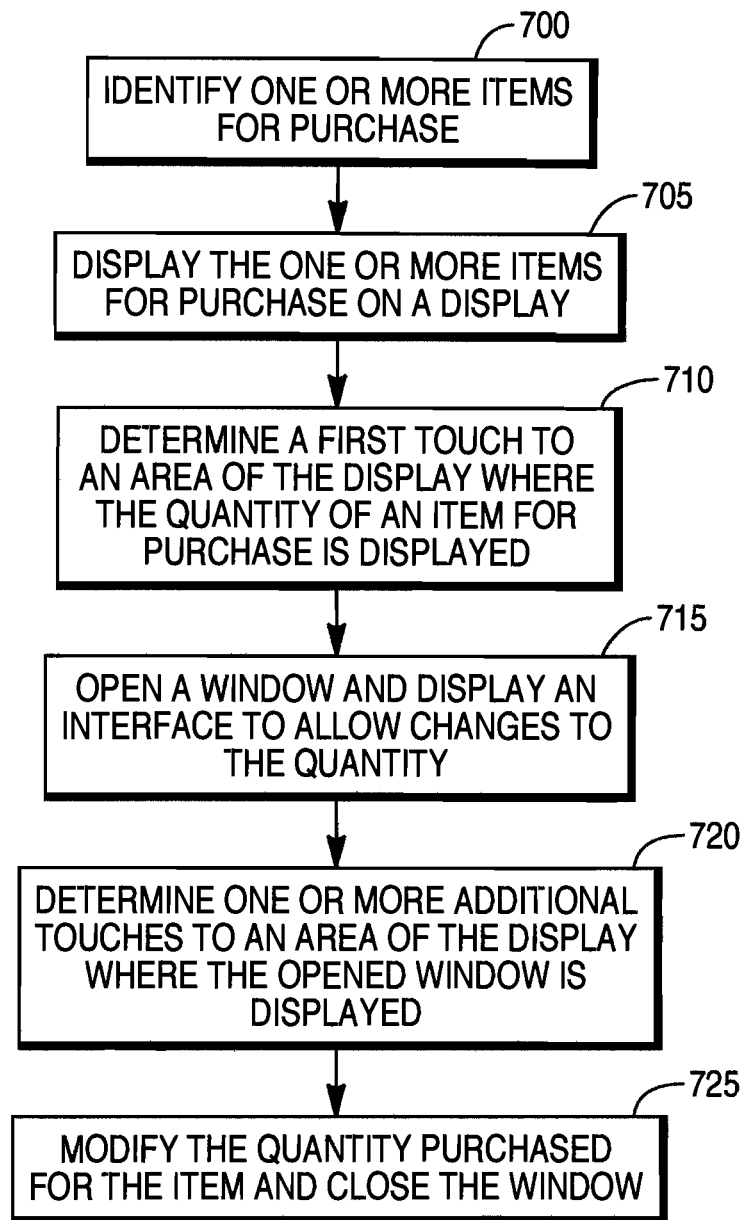 700
IDENTIFY ONE OR MORE ITEMS
FOR PURCHASE
705
DISPLAY THE ONE OR MORE ITEMS
FOR PURCHASE ON A DISPLAY
710
DETERMINE A FIRST TOUCH TO
AN AREA OF THE DISPLAY WHERE
THE QUANTITY OF AN ITEM FOR
PURCHASE IS DISPLAYED
715
OPEN A WINDOW AND DISPLAY AN
INTERFACE TO ALLOW CHANGES TO
THE QUANTITY
720
DETERMINE ONE OR MORE ADDITIONAL
TOUCHES TO AN AREA OF THE DISPLAY
WHERE THE OPENED WINDOW IS
DISPLAYED
725
MODIFY THE QUANTITY PURCHASED
FOR THE ITEM AND CLOSE THE WINDOW